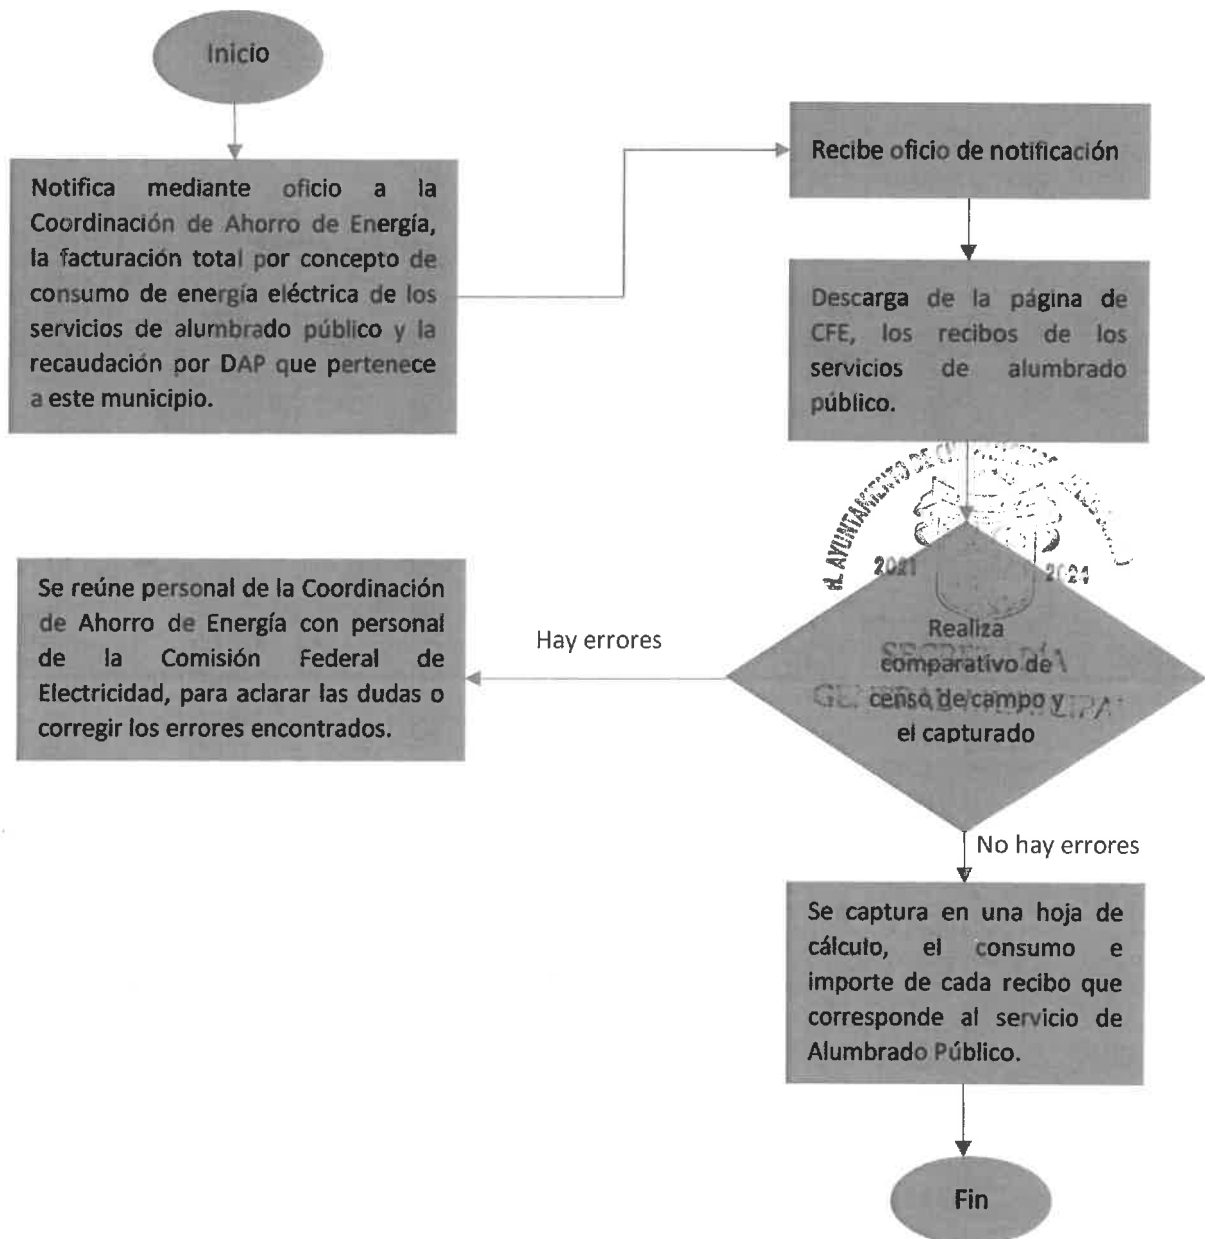 Inicio
Notifica mediante oficio a la
Coordinación de Ahorro de Energía,
la facturación total por concepto de
consumo de energía eléctrica de los
servicios de alumbrado público y la
recaudación por DAP que pertenece
a este municipio.
Recibe oficio de notificación
Descarga de la página de
CFE, los recibos de los
servicios de alumbrado
público.
H. AYUNTAMIENTO DE
2021
2024
Realiza
comparativo de
censo de campo y
el capturado
SECRETARÍA
Hay errores
Se reúne personal de la Coordinación
de Ahorro de Energía con personal
de la Comisión Federal de
Electricidad, para aclarar las dudas o
corregir los errores encontrados.
No hay errores
Se captura en una hoja de
cálculo, el consumo e
importe de cada recibo que
corresponde al servicio de
Alumbrado Público.
Fin